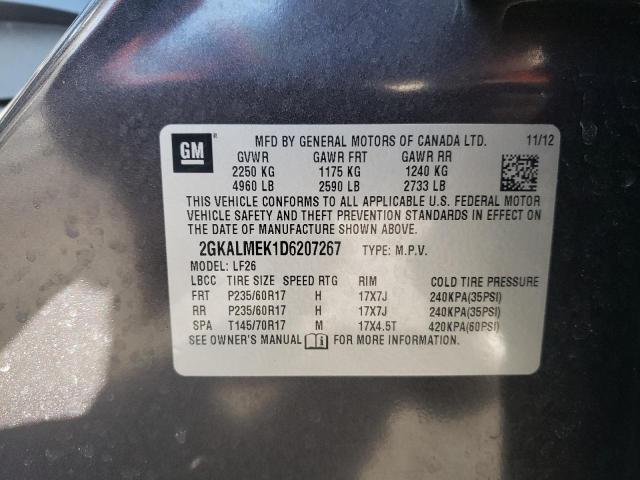 GM
MFD BY GENERAL MOTORS OF CANADA LTD. 11/12
GVWR GAWR FRT GAWR RR
2250 KG 1175 KG 1240 KG
4960 LB 2590 LB 2733 LB
THIS VEHICLE CONFORMS TO ALL APPLICABLE U.S. FEDERAL MOTOR
VEHICLE SAFETY AND THEFT PREVENTION STANDARDS IN EFFECT ON
THE DATE OF MANUFACTURE SHOWN ABOVE.
2GKALMEK1D6207267 TYPE: M.P.V.
MODEL: LF26
LBCC TIRE SIZE SPEED RTG RIM COLD TIRE PRESSURE
FRT P235/60R17 H 17X7J 240KPA(35PSI)
RR P235/60R17 H 17X7J 240KPA(35PSI)
SPA T145/70R17 M 17X4.5T 420KPA(60PSI)
SEE OWNER'S MANUAL FOR MORE INFORMATION.